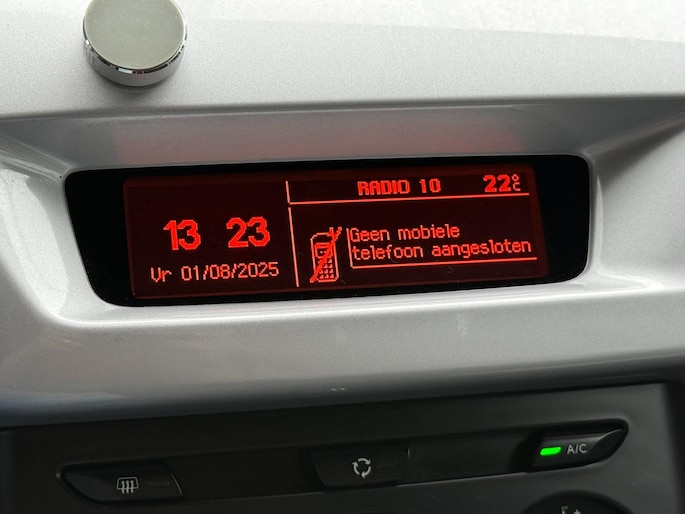 RADIO 10 22°C
13 23
Vr 01/08/2025
Geen mobiele
telefoon aangesloten
A/C